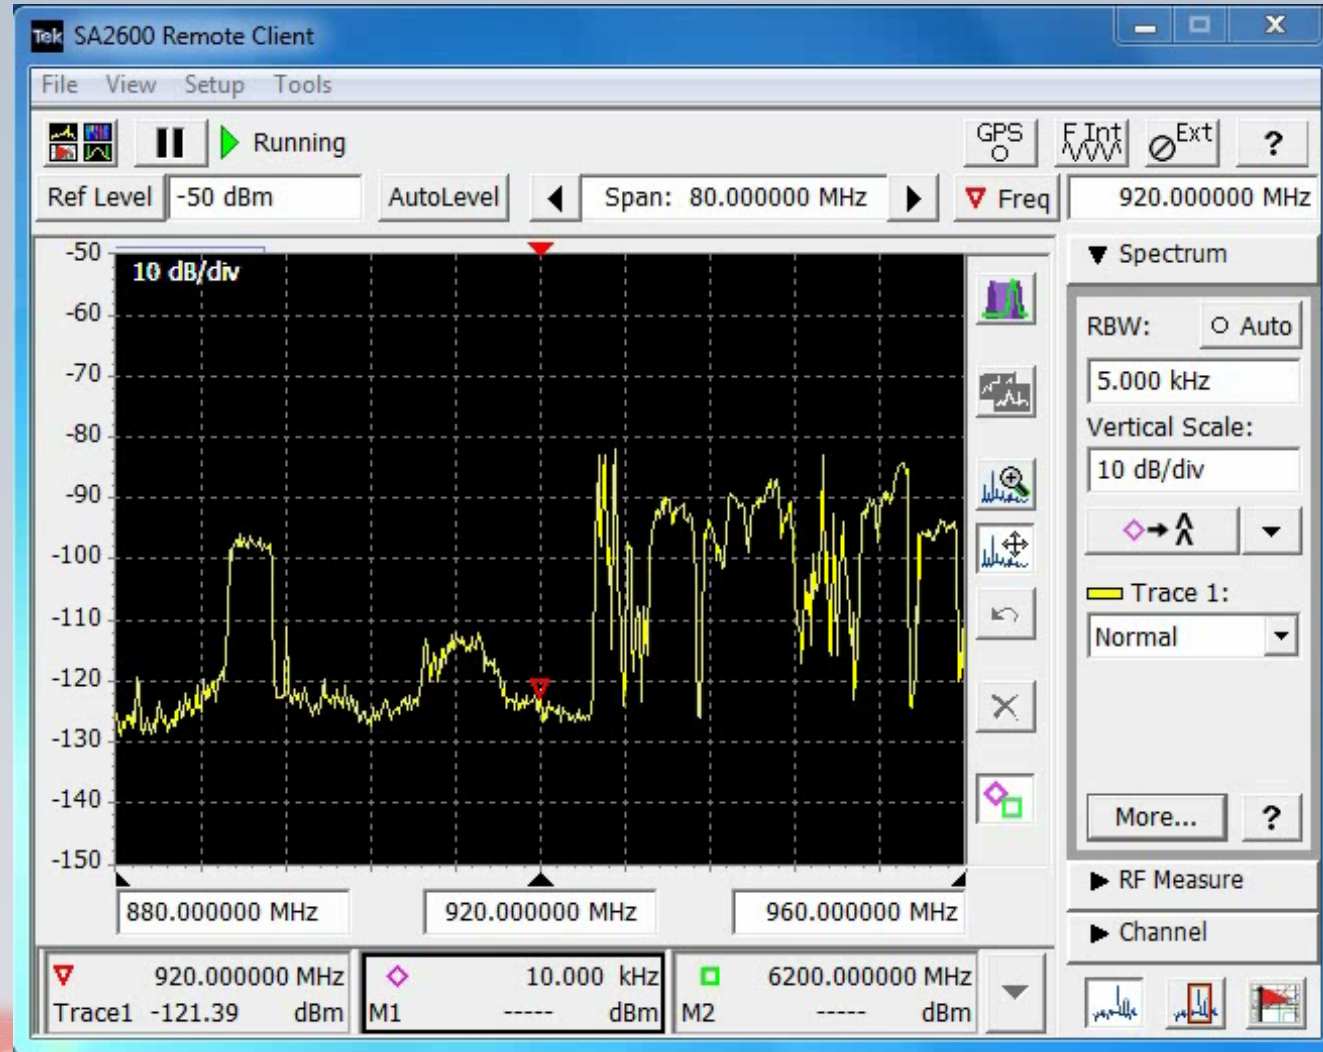 Tek SA2600 Remote Client
File View Setup Tools
Running
GPS
F Int
Ext
?
Ref Level -50 dBm AutoLevel Span: 80.000000 MHz Freq 920.000000 MHz
10 dB/div
-50
-60
-70
-80
-90
-100
-110
-120
-130
-140
-150
880.000000 MHz 920.000000 MHz 960.000000 MHz
Spectrum
RBW: Auto
5.000 kHz
Vertical Scale:
10 dB/div
Trace 1:
Normal
More... ?
RF Measure
Channel
920.000000 MHz 10.000 kHz 6200.000000 MHz
Trace1 -121.39 dBm M1 ----- dBm M2 ----- dBm